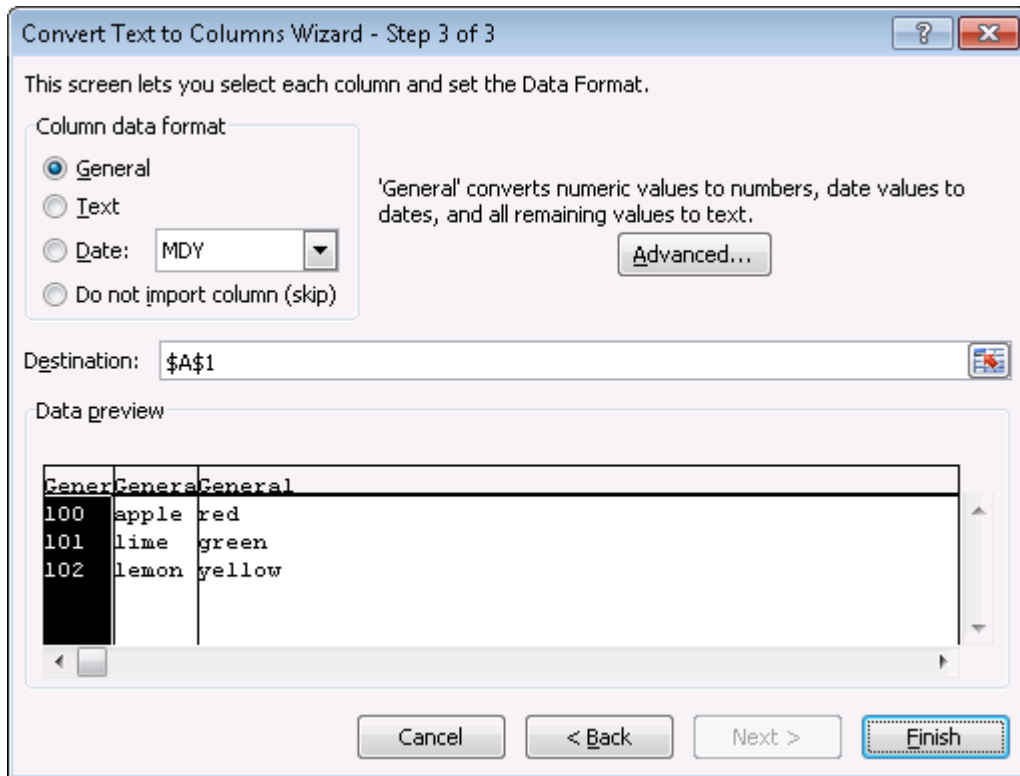 Convert Text to Columns Wizard - Step 3 of 3
This screen lets you select each column and set the Data Format.
Column data format
General
Text
Date: MDY
Do not import column (skip)
'General' converts numeric values to numbers, date values to
dates, and all remaining values to text.
Advanced...
Destination: $A$1
Data preview
Gener Genera General
100 apple red
101 lime green
102 lemon yellow
Cancel < Back Next > Finish